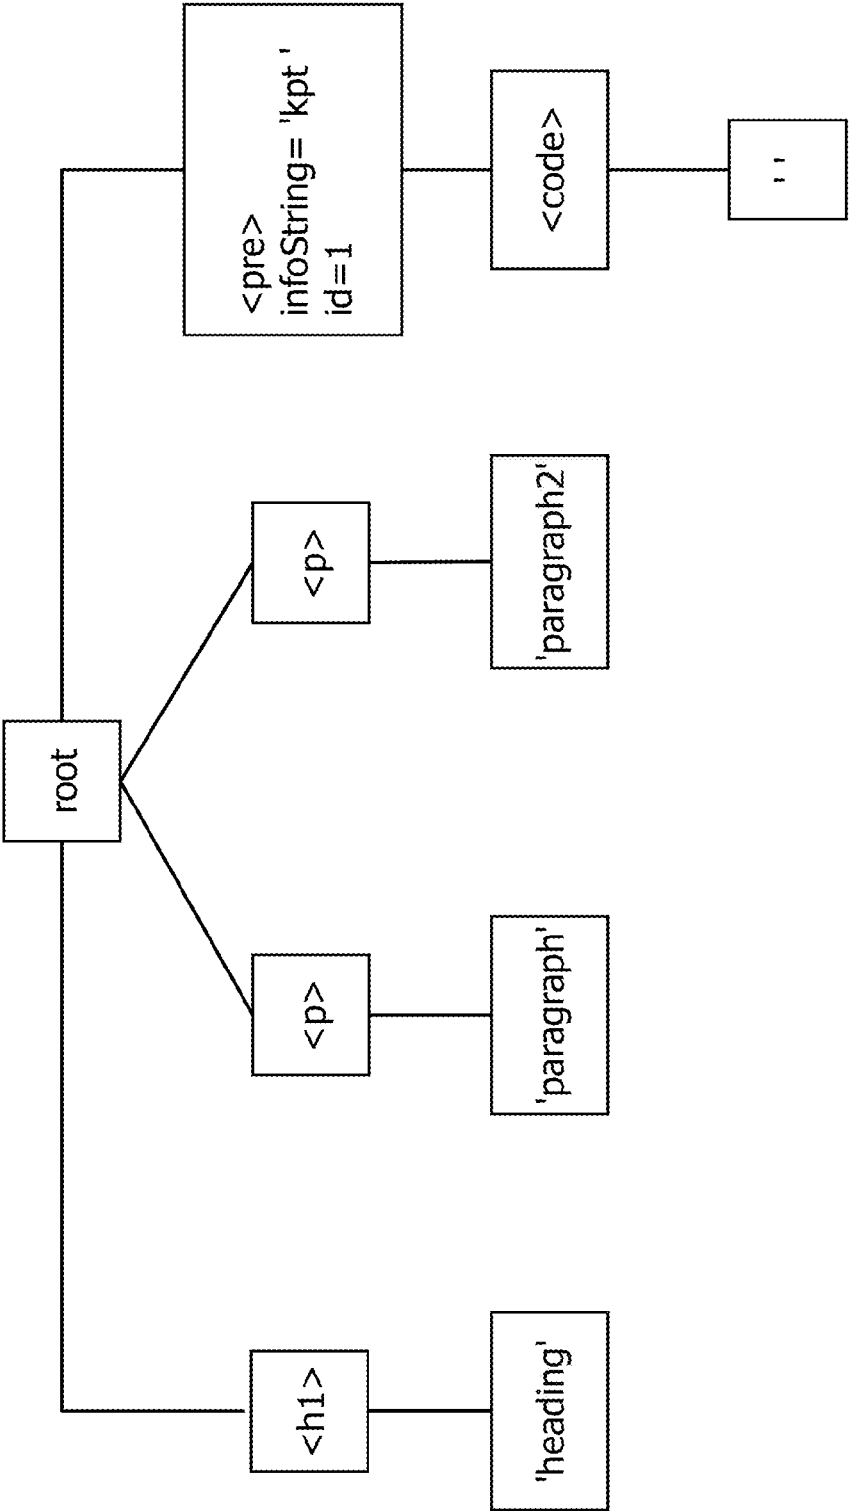 root
<h1>
<p>
<p>
<pre>
infoString= 'kpt '
id=1
'heading'
'paragraph'
'paragraph2'
<code>
' '